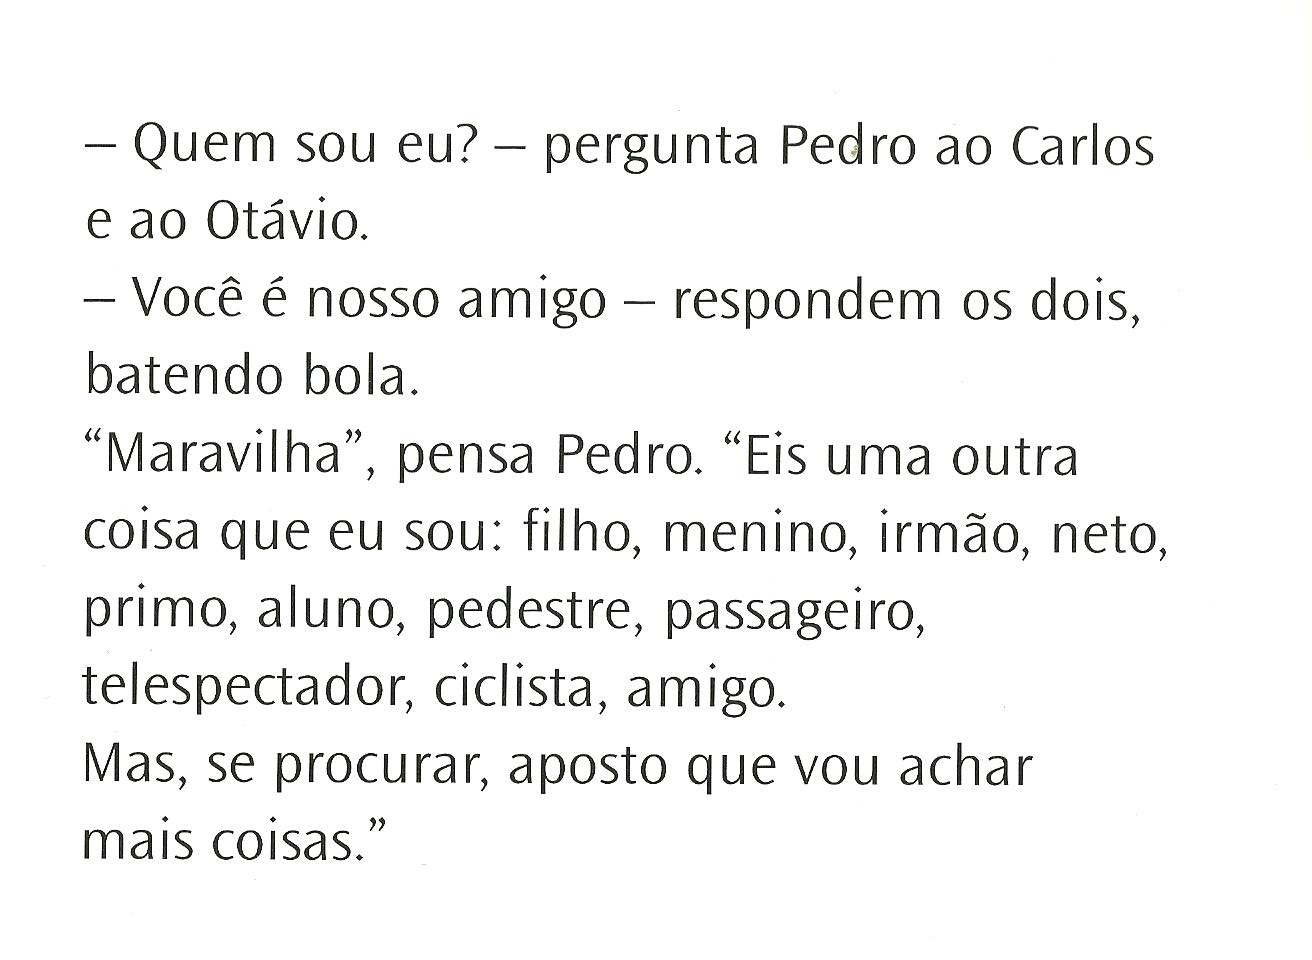 – Quem sou eu? – pergunta Pedro ao Carlos
e ao Otávio.
– Você é nosso amigo – respondem os dois,
batendo bola.
“Maravilha”, pensa Pedro. “Eis uma outra
coisa que eu sou: filho, menino, irmão, neto,
primo, aluno, pedestre, passageiro,
telespectador, ciclista, amigo.
Mas, se procurar, aposto que vou achar
mais coisas.”